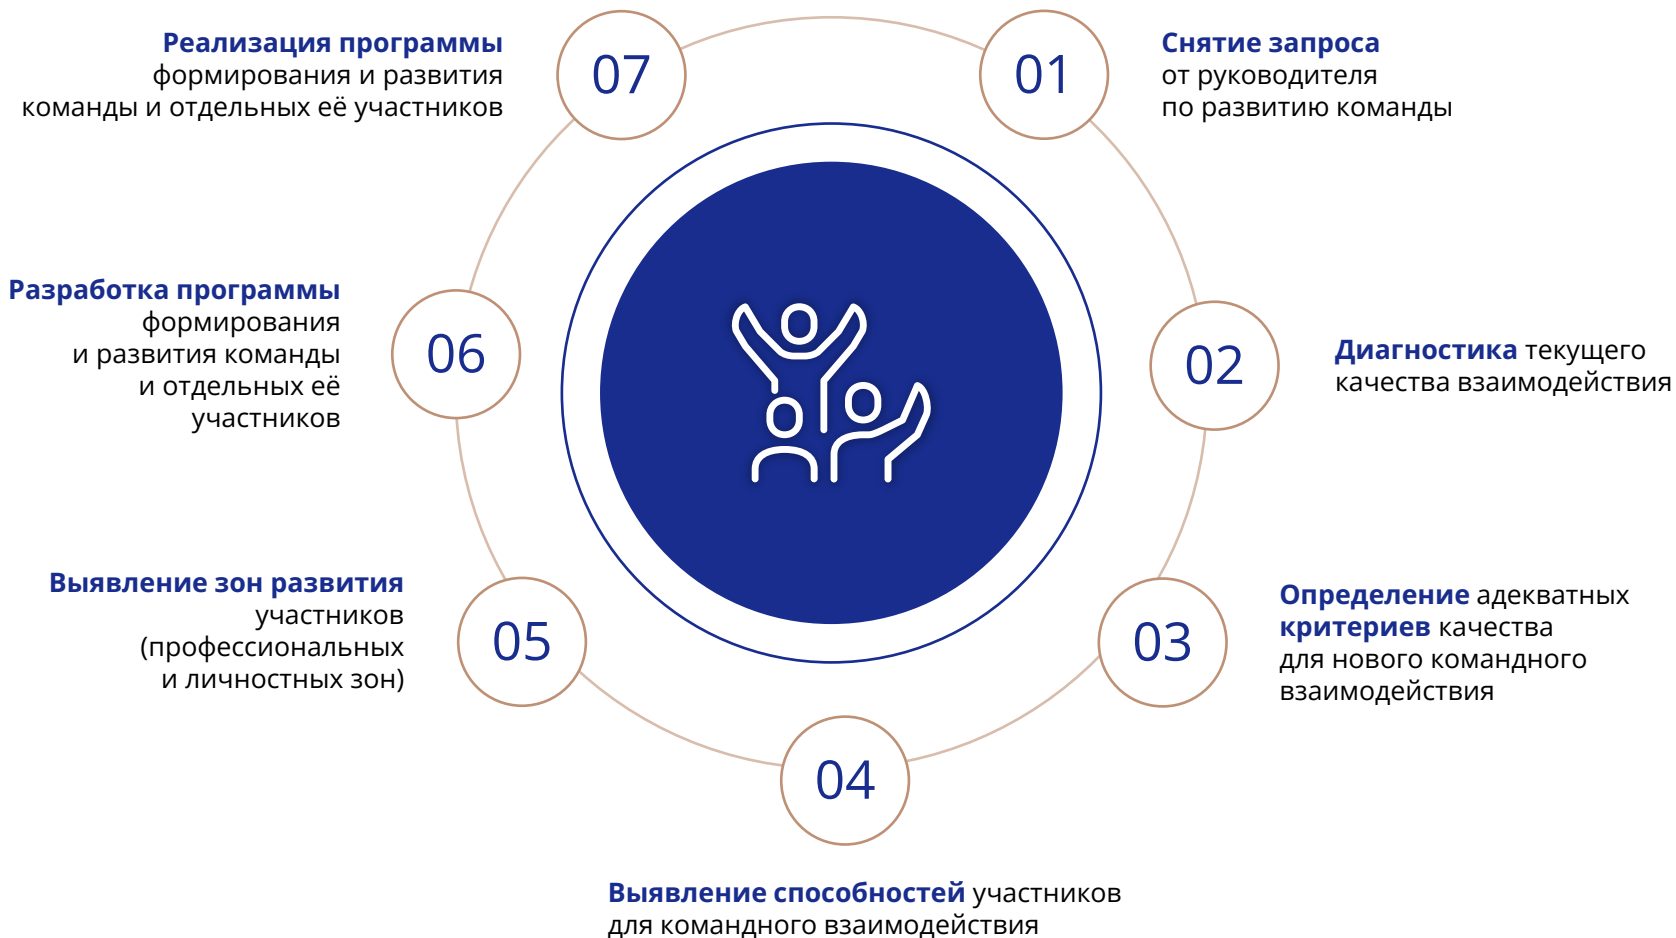 01
Снятие запроса
от руководителя
по развитию команды
02
Диагностика текущего
качества взаимодействия
03
Определение адекватных
критериев качества
для нового командного
взаимодействия
04
Выявление способностей участников
для командного взаимодействия
05
Выявление зон развития
участников
(профессиональных
и личностных зон)
06
Разработка программы
формирования
и развития команды
и отдельных её
участников
07
Реализация программы
формирования и развития
команды и отдельных её участников